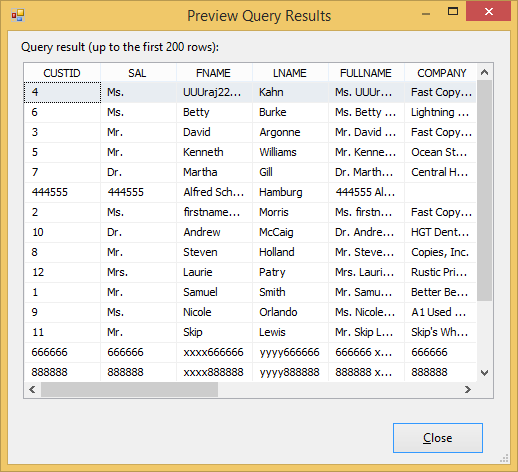 Preview Query Results
Query result (up to the first 200 rows):
CUSTID SAL FNAME LNAME FULLNAME COMPANY
4 Ms. UUUraj22... Kahn Ms. UUUr... Fast Copy...
6 Ms. Betty Burke Ms. Betty ... Lightning ...
3 Mr. David Argonne Mr. David ... Fast Copy...
5 Mr. Kenneth Williams Mr. Kenne... Ocean St...
7 Dr. Martha Gill Dr. Marth... Central H...
444555 444555 Alfred Sch... Hamburg 444555 Al...
2 Ms. firstname... Morris Ms. firstn... Fast Copy...
10 Dr. Andrew McCaig Dr. Andre... HGT Dent...
8 Mr. Steven Holland Mr. Steve... Copies, Inc.
12 Mrs. Laurie Patry Mrs. Lauri... Rustic Pri...
1 Mr. Samuel Smith Mr. Samu... Better Be...
9 Ms. Nicole Orlando Ms. Nicole... A1 Used ...
11 Mr. Skip Lewis Mr. Skip L... Skip's Wh...
666666 666666 xxxx666666 yyyy666666 666666 x... 666666
888888 888888 xxxx888888 yyyy888888 888888 x... 888888
Close